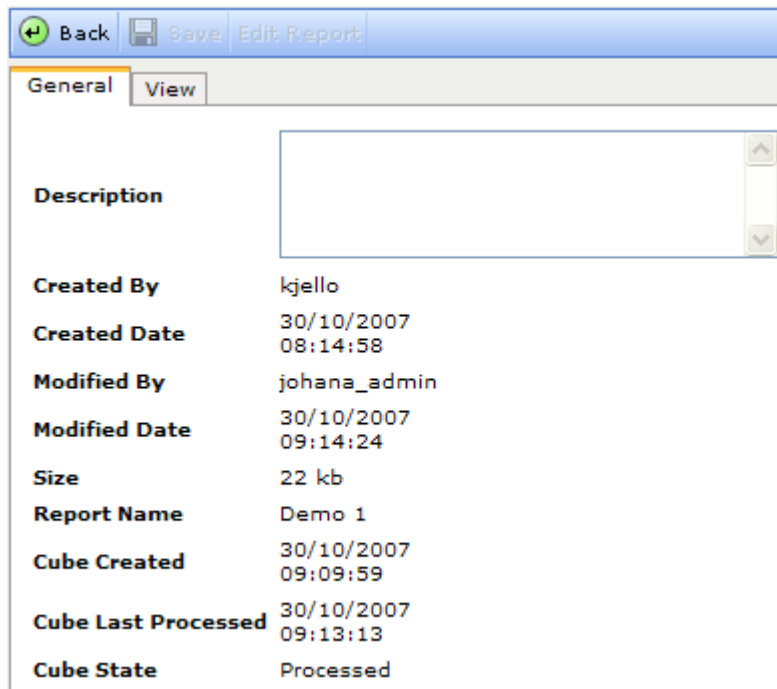 Back Save Edit Report
General View
Description
Created By kjello
Created Date 30/10/2007 08:14:58
Modified By johana_admin
Modified Date 30/10/2007 09:14:24
Size 22 kb
Report Name Demo 1
Cube Created 30/10/2007 09:09:59
Cube Last Processed 30/10/2007 09:13:13
Cube State Processed